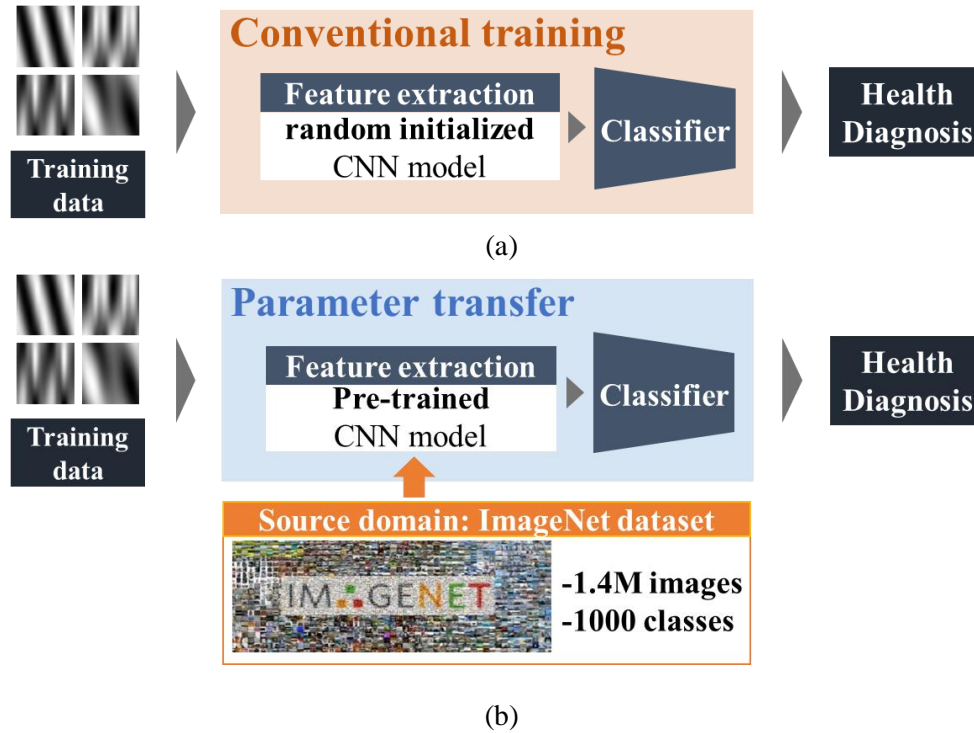 Conventional training
Feature extraction
random initialized
CNN model
Classifier
Health
Diagnosis
Training
data
(a)
Parameter transfer
Feature extraction
Pre-trained
CNN model
Classifier
Health
Diagnosis
Training
data
Source domain: ImageNet dataset
IMAGENET
-1.4M images
-1000 classes
(b)